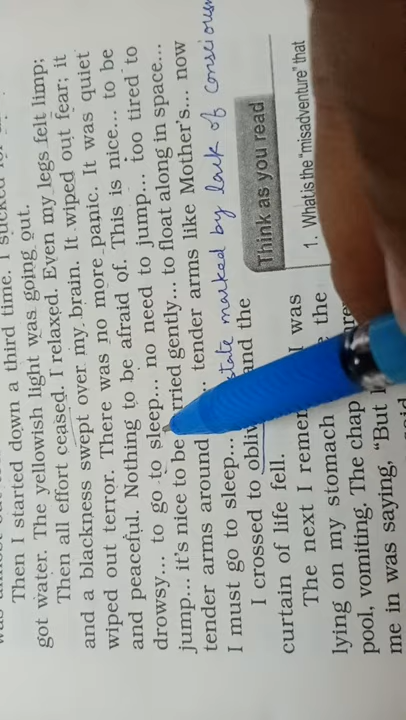 Then I started down a third time. I sucked for
got water. The yellowish light was going out.
Then all effort ceased. I relaxed. Even my legs felt limp;
and a blackness swept over my brain. It wiped out fear; it
wiped out terror. There was no more panic. It was quiet
and peaceful. Nothing to be afraid of. This is nice... to be
drowsy... to go to sleep... no need to jump... too tired to
jump... it's nice to be carried gently... to float along in space...
tender arms around ... tender arms like Mother's... now
I must go to sleep... state marked by lack of
I crossed to and the
curtain of life fell.
Think as you read
The next I I was
lying on my stomach the
pool, vomiting. The chap
me in was saying, "But
1. What is the "misadventure" that